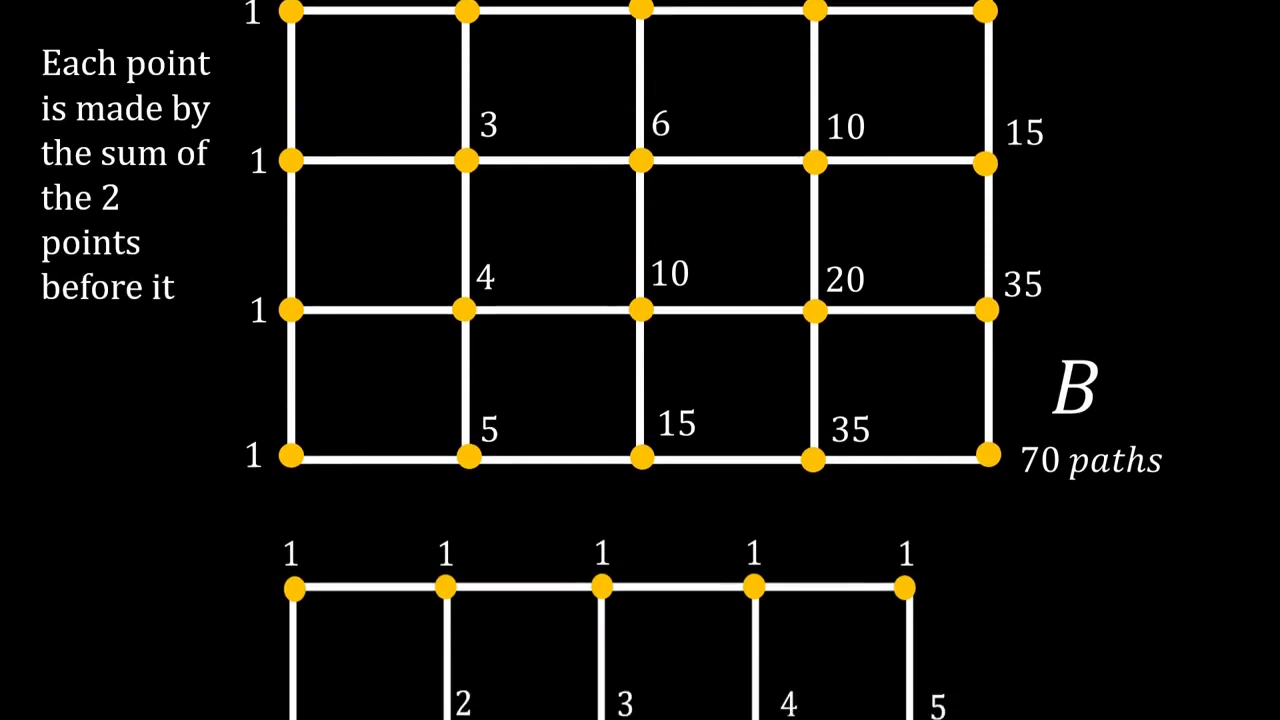 1
Each point
is made by
the sum of
the 2
points
before it
3 6 10 15
1
4 10 20 35
1
B
5 15 35
1 70 paths
1 1 1 1 1
2 3 4 5